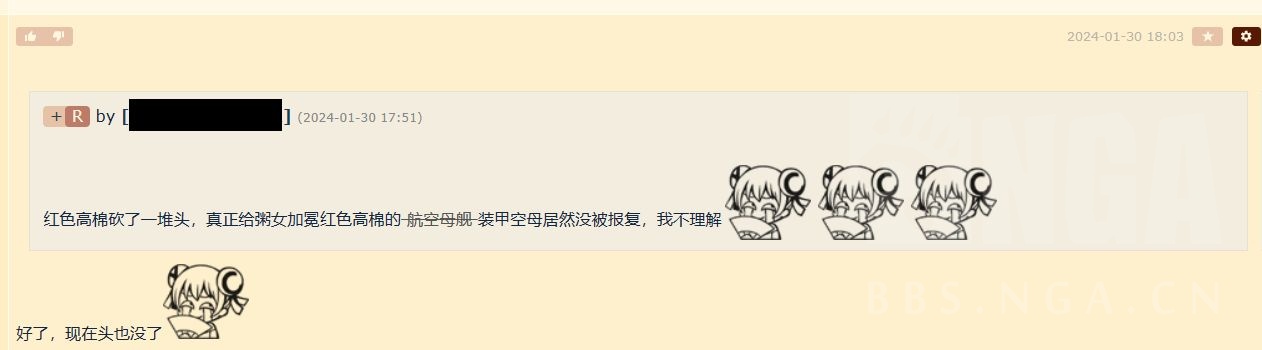 2024-01-30 18:03
+ R by [ ] (2024-01-30 17:51)
红色高棉砍了一堆头，真正给粥女加冕红色高棉的 航空母舰 装甲空母居然没被报复，我不理解
好了，现在头也没了
NGA
BBS.NGA.CN